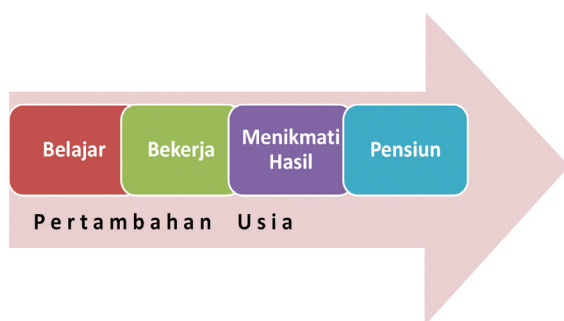 Belajar
Bekerja
Menikmati
Hasil
Pensiun
Pertambahan Usia